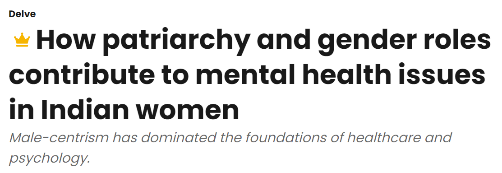 Delve
How patriarchy and gender roles
contribute to mental health issues
in Indian women
Male-centrism has dominated the foundations of healthcare and
psychology.